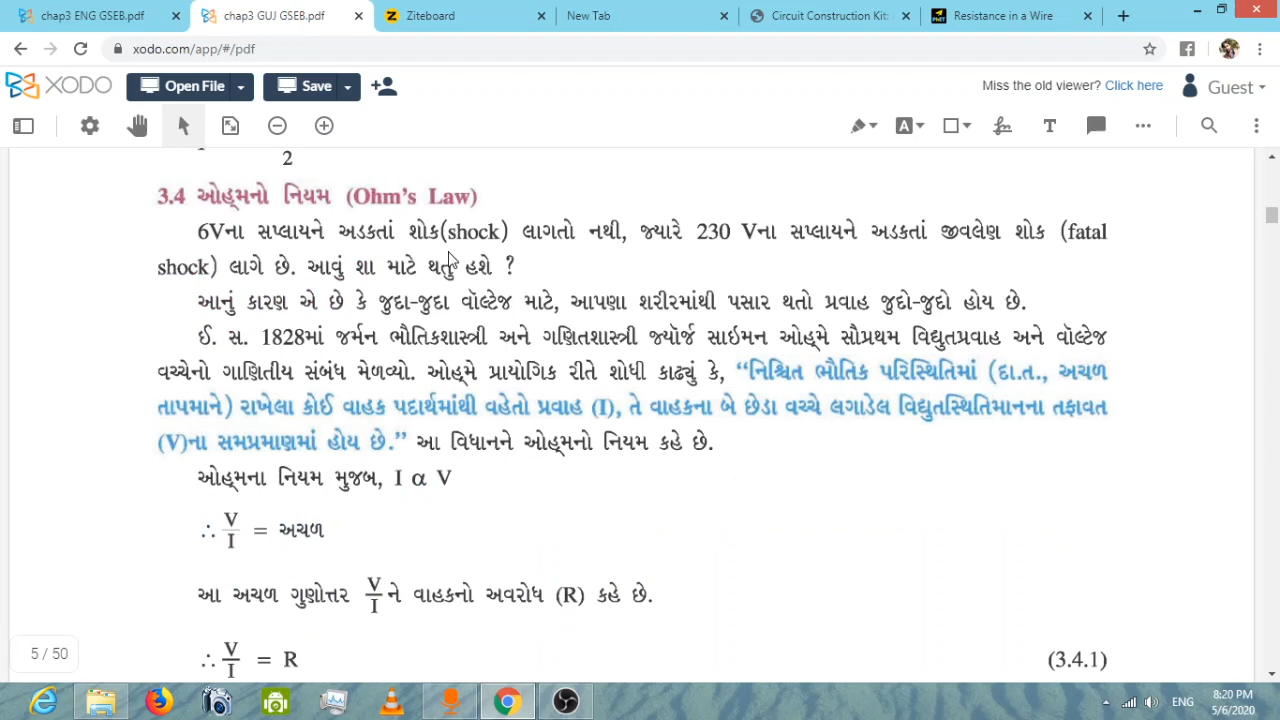 chap3 ENG GSEB.pdf
chap3 GUJ GSEB.pdf
Ziteboard
New Tab
Circuit Construction Kit:
Resistance in a Wire
xodo.com/app/#/pdf
XODO
Open File
Save
Miss the old viewer? Click here
Guest
2
3.4 ઓહ્‌મનો નિયમ (Ohm's Law)
6Vના સપ્લાયને અડકતાં શોક(shock) લાગતો નથી, જ્યારે 230 Vના સપ્લાયને અડકતાં જીવલેણ શોક (fatal
shock) લાગે છે. આવું શા માટે થતું હશે ?
આનું કારણ એ છે કે જુદા-જુદા વૉલ્ટેજ માટે, આપણા શરીરમાંથી પસાર થતો પ્રવાહ જુદો-જુદો હોય છે.
ઈ. સ. 1828માં જર્મન ભૌતિકશાસ્ત્રી અને ગણિતશાસ્ત્રી જ્યૉર્જ સાઇમન ઓહ્‌મે સૌપ્રથમ વિદ્યુતપ્રવાહ અને વૉલ્ટેજ
વચ્ચેનો ગાણિતીય સંબંધ મેળવ્યો. ઓહ્‌મે પ્રાયોગિક રીતે શોધી કાઢ્યું કે, “નિશ્ચિત ભૌતિક પરિસ્થિતિમાં (દા.ત., અચળ
તાપમાને) રાખેલા કોઈ વાહક પદાર્થમાંથી વહેતો પ્રવાહ (I), તે વાહકના બે છેડા વચ્ચે લગાડેલ વિદ્યુતસ્થિતિમાનના તફાવત
(V)ના સમપ્રમાણમાં હોય છે.” આ વિધાનને ઓહ્‌મનો નિયમ કહે છે.
ઓહ્‌મના નિયમ મુજબ, I α V
∴ V/I = અચળ
આ અચળ ગુણોત્તર V/I ને વાહકનો અવરોધ (R) કહે છે.
∴ V/I = R (3.4.1)
5 / 50
ENG
8:20 PM
5/6/2020